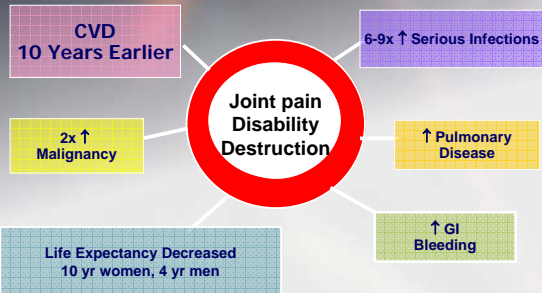 CVD
10 Years Earlier
6-9x ↑ Serious Infections
Joint pain
Disability
Destruction
2x ↑
Malignancy
↑ Pulmonary
Disease
↑ GI
Bleeding
Life Expectancy Decreased
10 yr women, 4 yr men